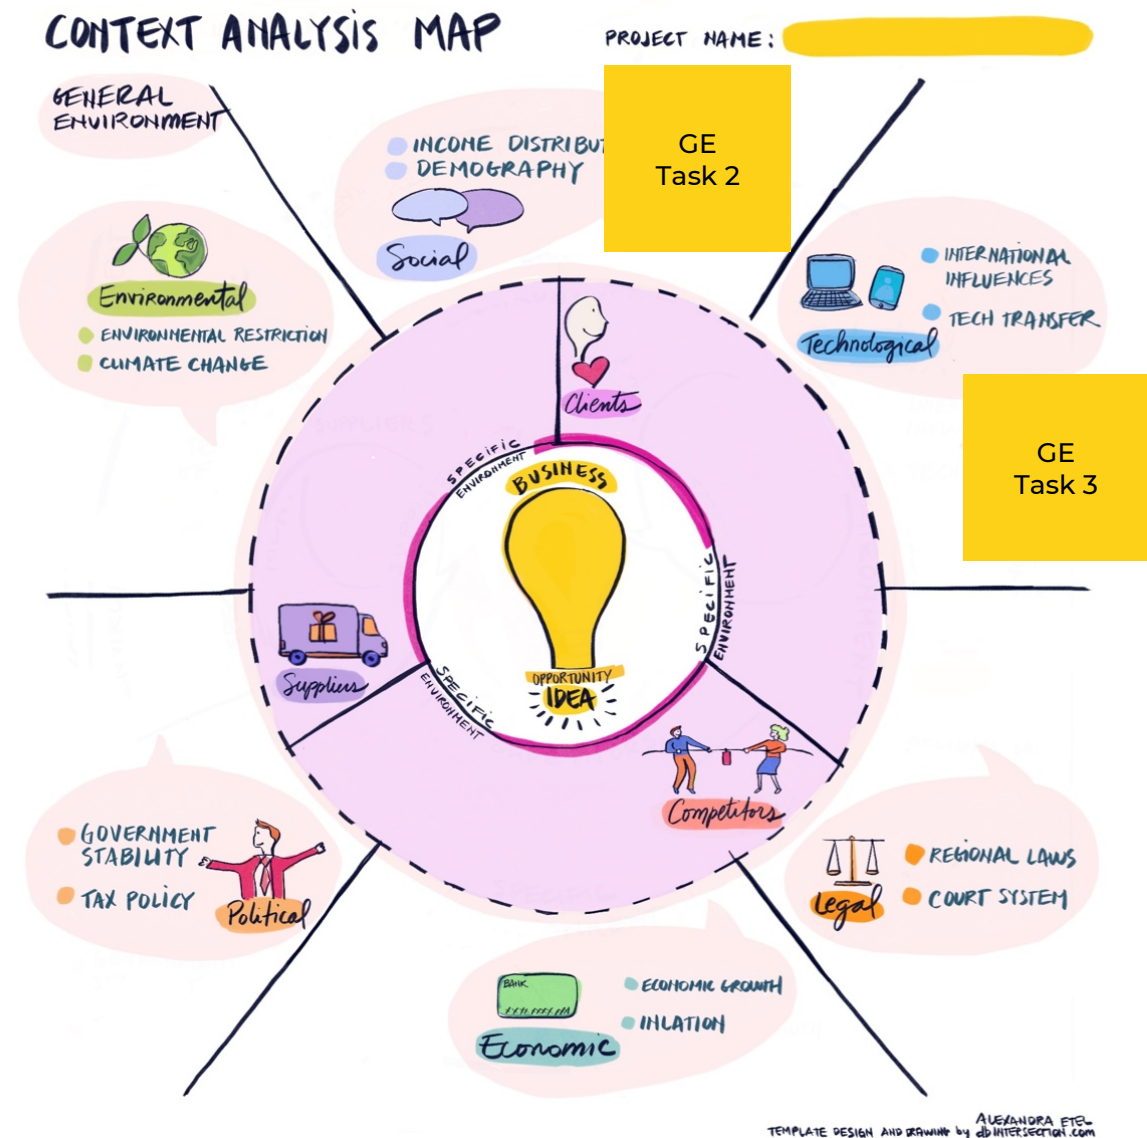 CONTEXT ANALYSIS MAP
PROJECT NAME:
GENERAL
ENVIRONMENT
INCOME DISTRIBUT
DEMOGRAPHY
Social
GE
Task 2
Environmental
ENVIRONMENTAL RESTRICTION
CLIMATE CHANGE
INTERNATIONAL
INFLUENCES
TECH TRANSFER
Technological
GE
Task 3
Clients
SPECIFIC
ENVIRONMENT
BUSINESS
OPPORTUNITY
IDEA
SPECIFIC
ENVIRONMENT
SPECIFIC
ENVIRONMENT
Suppliers
Competitors
GOVERNMENT
STABILITY
TAX POLICY
Political
REGIONAL LAWS
COURT SYSTEM
Legal
BANK
ECONOMIC GROWTH
INLATION
Economic
ALEXANDRA ETEL
TEMPLATE DESIGN AND DRAWING by dbINTERSECTION.com